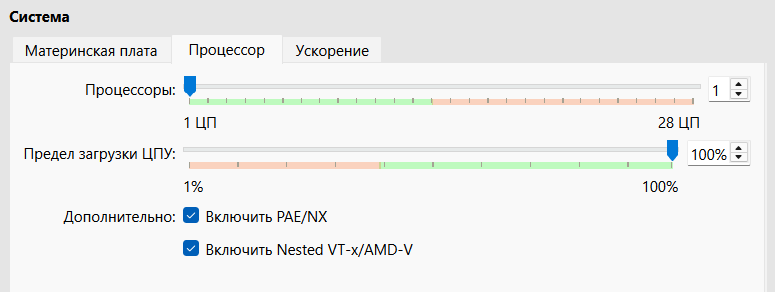 Система
Материнская плата Процессор Ускорение
Процессоры: 1
1 ЦП 28 ЦП
Предел загрузки ЦПУ: 100%
1% 100%
Дополнительно: Включить PAE/NX
Включить Nested VT-x/AMD-V